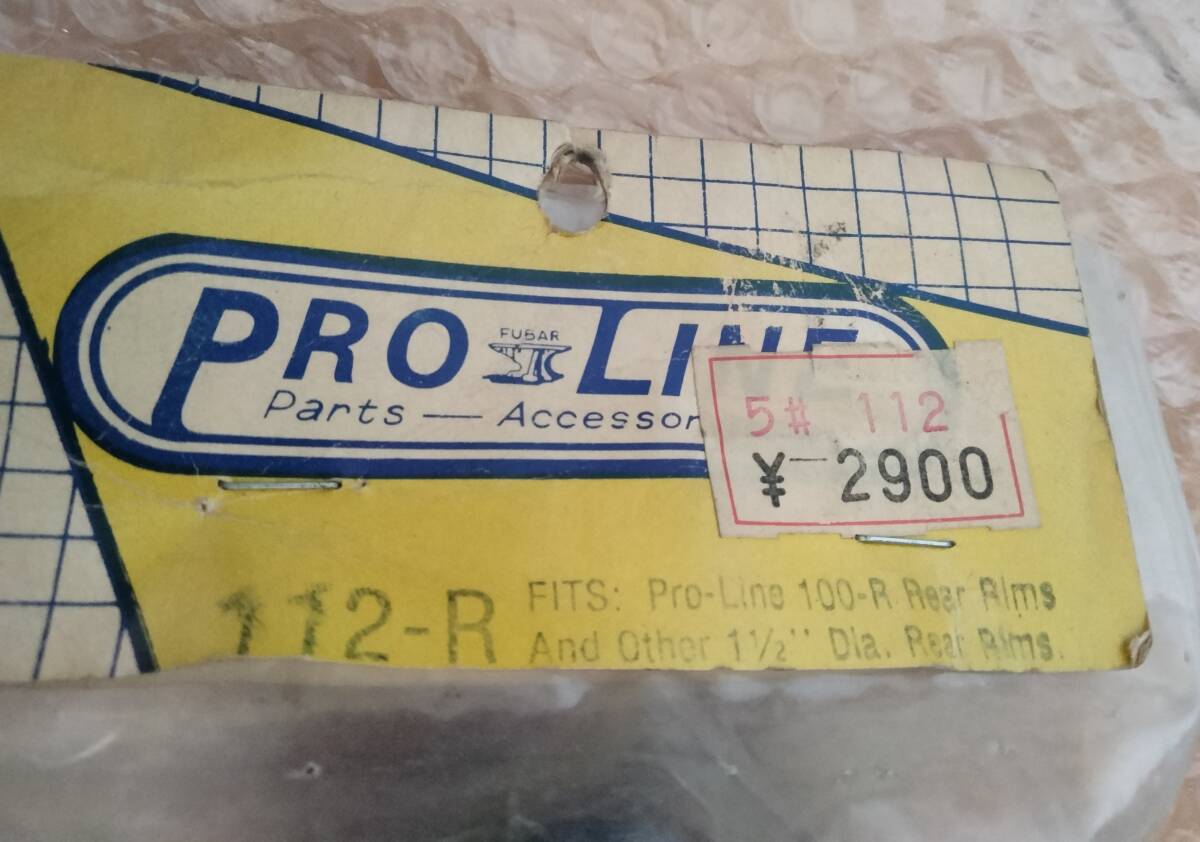 PRO FUBAR LINE
Parts — Accessor
5# 112
¥-2900
112-R
FITS: Pro-Line 100-R Rear Rims
And Other 1½" Dia. Rear Rims.